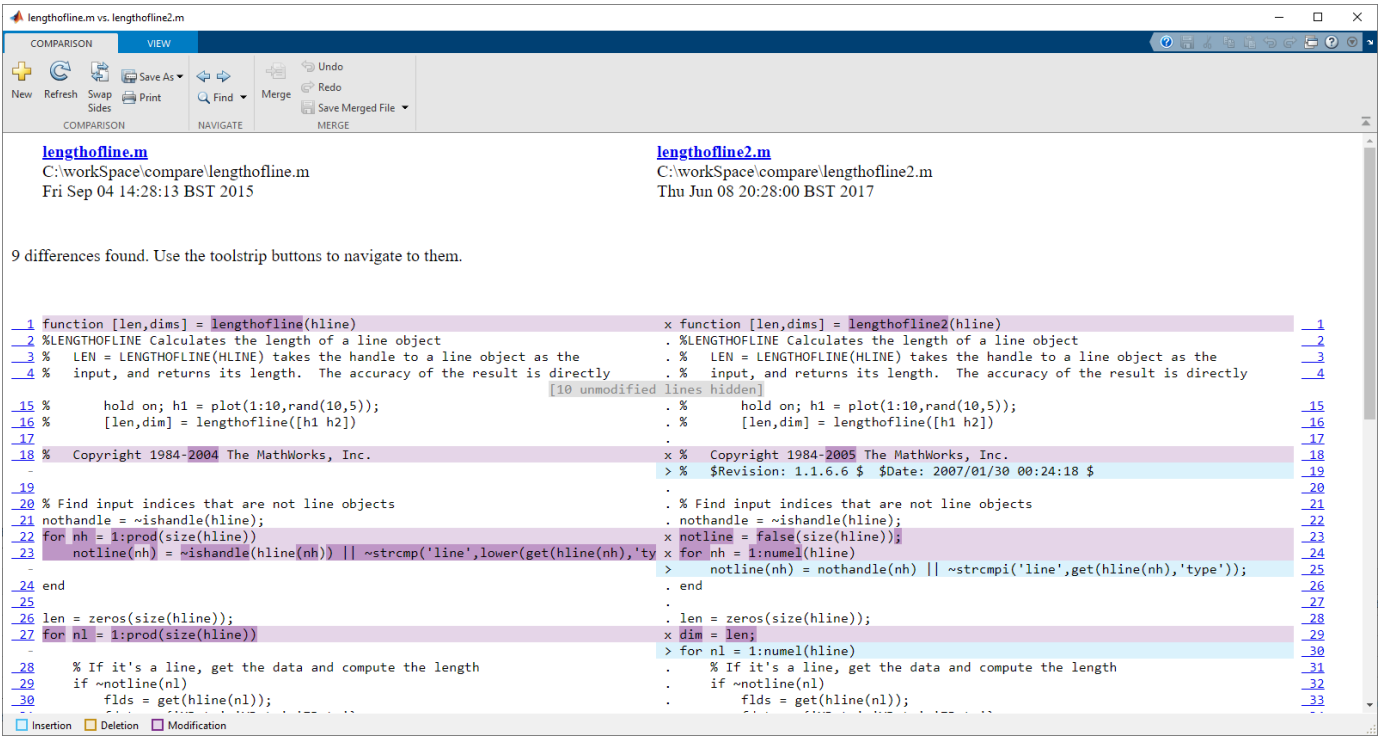 lengthofline.m vs. lengthofline2.m
COMPARISON VIEW
New Refresh Swap Sides Save As Print Find Merge Undo Redo Save Merged File
COMPARISON NAVIGATE MERGE
lengthofline.m lengthofline2.m
C:\workSpace\compare\lengthofline.m C:\workSpace\compare\lengthofline2.m
Fri Sep 04 14:28:13 BST 2015 Thu Jun 08 20:28:00 BST 2017
9 differences found. Use the toolstrip buttons to navigate to them.
1 function [len,dims] = lengthofline(hline) x function [len,dims] = lengthofline2(hline) 1
2 %LENGTHOFLINE Calculates the length of a line object . %LENGTHOFLINE Calculates the length of a line object 2
3 % LEN = LENGTHOFLINE(HLINE) takes the handle to a line object as the . % LEN = LENGTHOFLINE(HLINE) takes the handle to a line object as the 3
4 % input, and returns its length. The accuracy of the result is directly . % input, and returns its length. The accuracy of the result is directly 4
[10 unmodified lines hidden]
15 % hold on; h1 = plot(1:10,rand(10,5)); . % hold on; h1 = plot(1:10,rand(10,5)); 15
16 % [len,dim] = lengthofline([h1 h2]) . % [len,dim] = lengthofline([h1 h2]) 16
17 . 17
18 % Copyright 1984-2004 The MathWorks, Inc. x % Copyright 1984-2005 The MathWorks, Inc. 18
- > % $Revision: 1.1.6.6 $ $Date: 2007/01/30 00:24:18 $ 19
19 . 20
20 % Find input indices that are not line objects . % Find input indices that are not line objects 21
21 nothandle = ~ishandle(hline); . nothandle = ~ishandle(hline); 22
22 for nh = 1:prod(size(hline)) x notline = false(size(hline)); 23
23 notline(nh) = ~ishandle(hline(nh)) || ~strcmp('line',lower(get(hline(nh),'ty x for nh = 1:numel(hline) 24
- > notline(nh) = nothandle(nh) || ~strcmpi('line',get(hline(nh),'type')); 25
24 end . end 26
25 . 27
26 len = zeros(size(hline)); . len = zeros(size(hline)); 28
27 for nl = 1:prod(size(hline)) x dim = len; 29
- > for nl = 1:numel(hline) 30
28 % If it's a line, get the data and compute the length . % If it's a line, get the data and compute the length 31
29 if ~notline(nl) . if ~notline(nl) 32
30 flds = get(hline(nl)); . flds = get(hline(nl)); 33
Insertion Deletion Modification